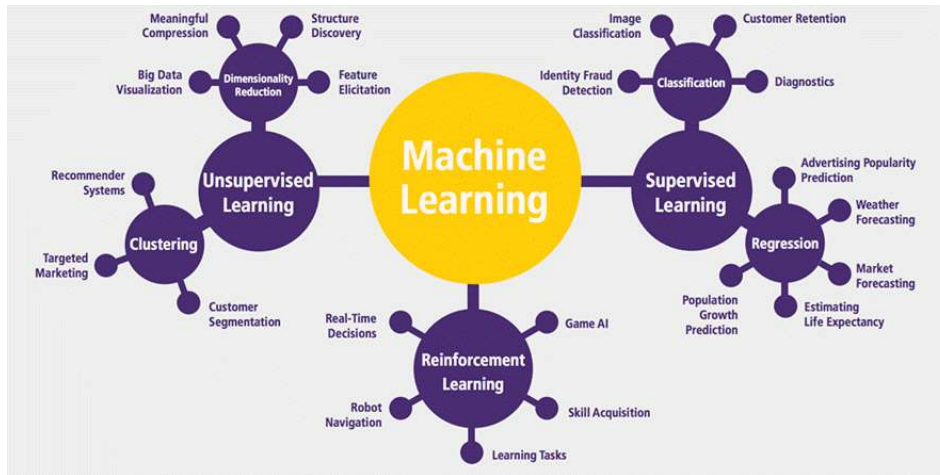 Machine
Learning
Unsupervised
Learning
Dimensionality
Reduction
Meaningful
Compression
Structure
Discovery
Big Data
Visualization
Feature
Elicitation
Clustering
Recommender
Systems
Targeted
Marketing
Customer
Segmentation
Supervised
Learning
Classification
Image
Classification
Customer Retention
Identity Fraud
Detection
Diagnostics
Regression
Advertising Popularity
Prediction
Weather
Forecasting
Market
Forecasting
Estimating
Life Expectancy
Population
Growth
Prediction
Reinforcement
Learning
Real-Time
Decisions
Game AI
Robot
Navigation
Skill Acquisition
Learning Tasks